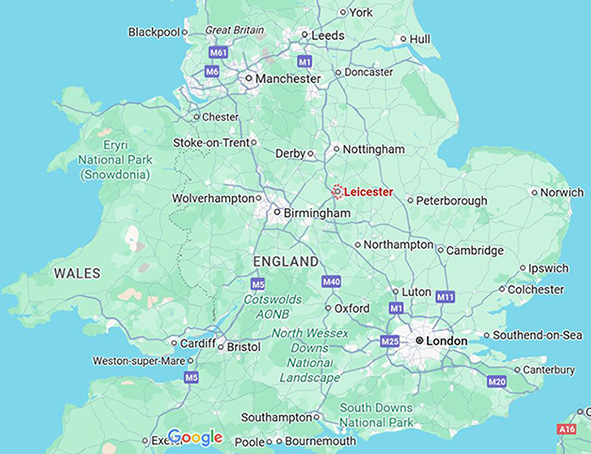 York
Blackpool
Great Britain
Leeds
Hull
M61
M6
M1
Doncaster
Manchester
Chester
Eryri
National Park
(Snowdonia)
Stoke-on-Trent
Derby
Nottingham
Leicester
Wolverhampton
Peterborough
Norwich
Birmingham
Northampton
Cambridge
WALES
ENGLAND
Ipswich
M5
M40
Luton
M11
Colchester
Cotswolds
AONB
M1
Oxford
Cardiff
Bristol
North Wessex
Downs
National
Landscape
M25
London
Southend-on-Sea
Weston-super-Mare
M5
M20
Canterbury
Southampton
South Downs
National Park
Exe
Google
Poole
Bournemouth
A16